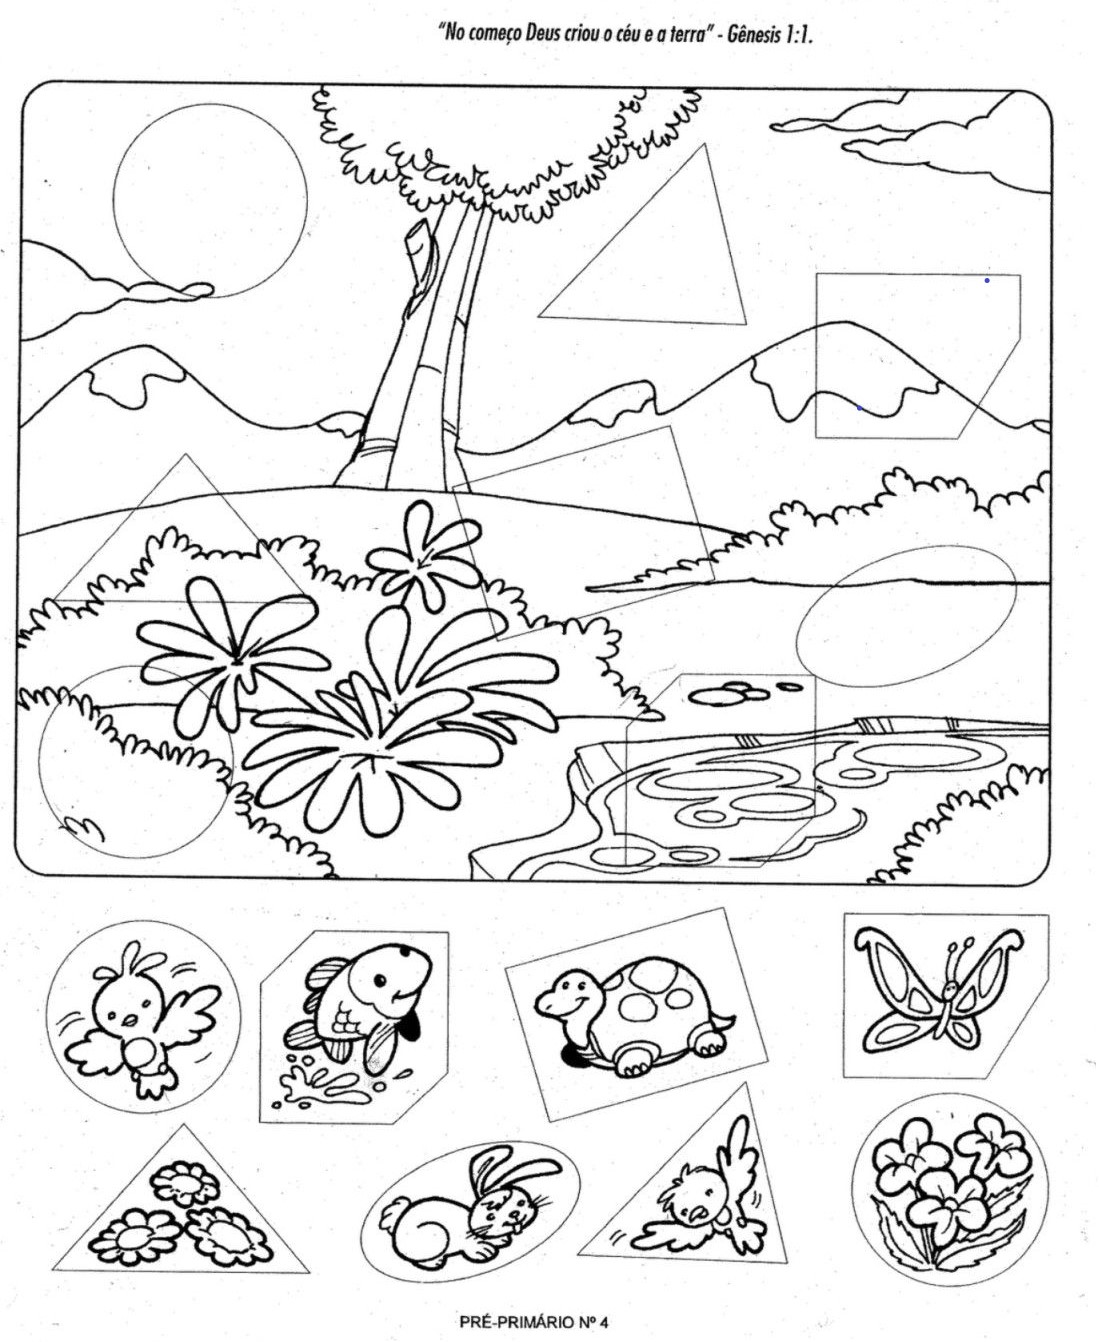 “No começo Deus criou o céu e a terra” - Gênesis 1:1.
PRÉ-PRIMÁRIO Nº 4